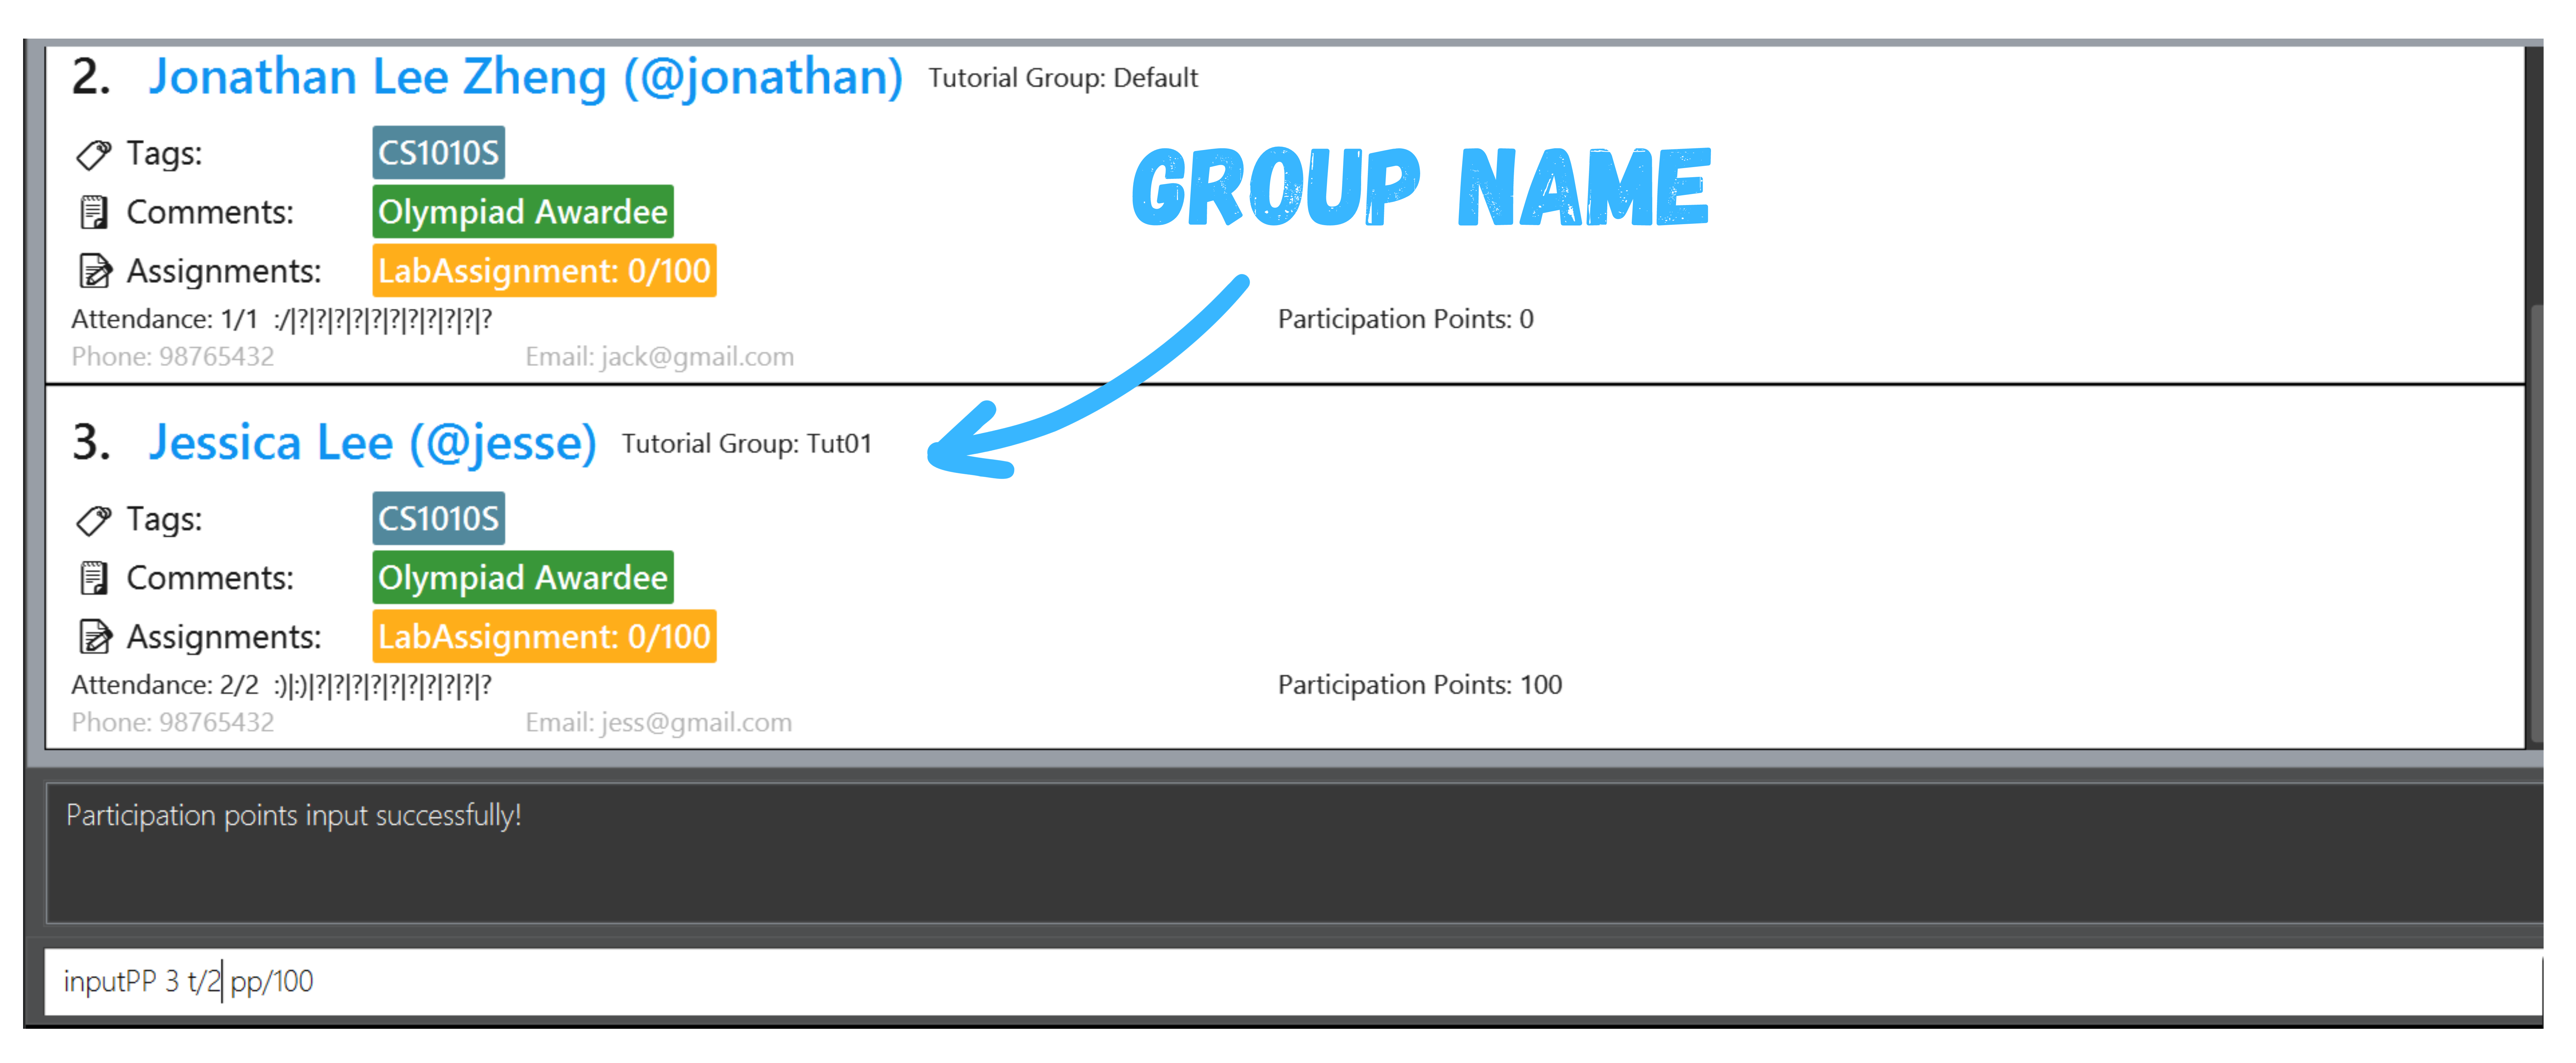 2. Jonathan Lee Zheng (@jonathan) Tutorial Group: Default
Tags: CS1010S
GROUP NAME
Comments: Olympiad Awardee
Assignments: LabAssignment: 0/100
Attendance: 1/1 :/|?|?|?|?|?|?|?|?|?|?|? Participation Points: 0
Phone: 98765432 Email: jack@gmail.com
3. Jessica Lee (@jesse) Tutorial Group: Tut01
Tags: CS1010S
Comments: Olympiad Awardee
Assignments: LabAssignment: 0/100
Attendance: 2/2 :)|:)|?|?|?|?|?|?|?|?|?|? Participation Points: 100
Phone: 98765432 Email: jess@gmail.com
Participation points input successfully!
inputPP 3 t/2 pp/100